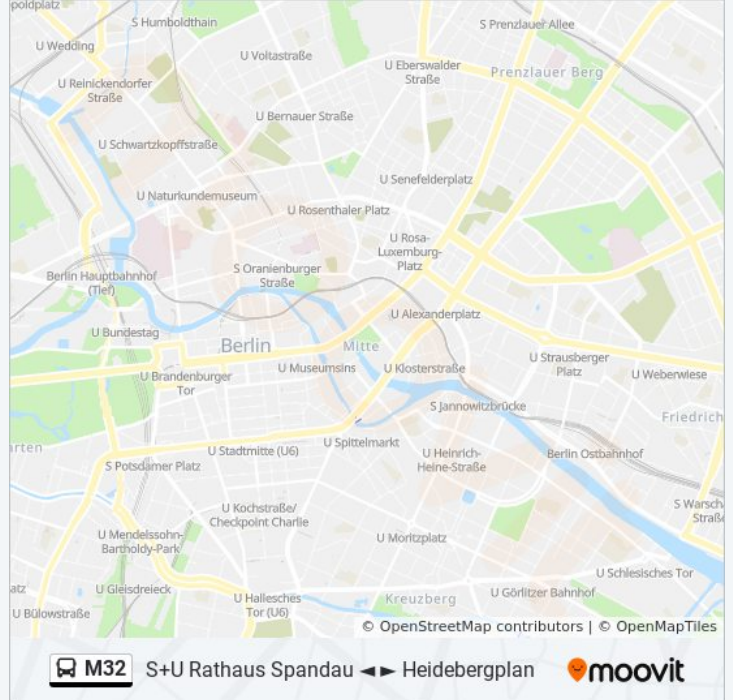 poldplatz
S Humboldthain
S Prenzlauer Allee
U Wedding
U Voltastraße
U Eberswalder
Straße
Prenzlauer Berg
U Reinickendorfer
Straße
U Bernauer Straße
U Schwartzkopffstraße
U Senefelderplatz
U Naturkundemuseum
U Rosenthaler Platz
U Rosa-
Luxemburg-
Platz
Berlin Hauptbahnhof
(Tief)
S Oranienburger
Straße
U Alexanderplatz
U Bundestag
Berlin
Mitte
U Museumsinsel
U Klosterstraße
U Strausberger
Platz
U Weberwiese
U Brandenburger
Tor
S Jannowitzbrücke
Friedrich
rten
U Stadtmitte (U6)
U Spittelmarkt
S Potsdamer Platz
U Heinrich-
Heine-Straße
Berlin Ostbahnhof
U Kochstraße/
Checkpoint Charlie
S Warsch
Straße
U Mendelssohn-
Bartholdy-Park
U Moritzplatz
U Schlesisches Tor
atz
U Gleisdreieck
U Hallesches
Tor (U6)
Kreuzberg
U Görlitzer Bahnhof
U Bülowstraße
© OpenStreetMap contributors | © OpenMapTiles
M32 S+U Rathaus Spandau ◄ ► Heidebergplan
moovit